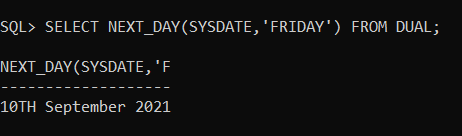 SQL> SELECT NEXT_DAY(SYSDATE,'FRIDAY') FROM DUAL;
NEXT_DAY(SYSDATE,'F
-------------------
10TH September 2021